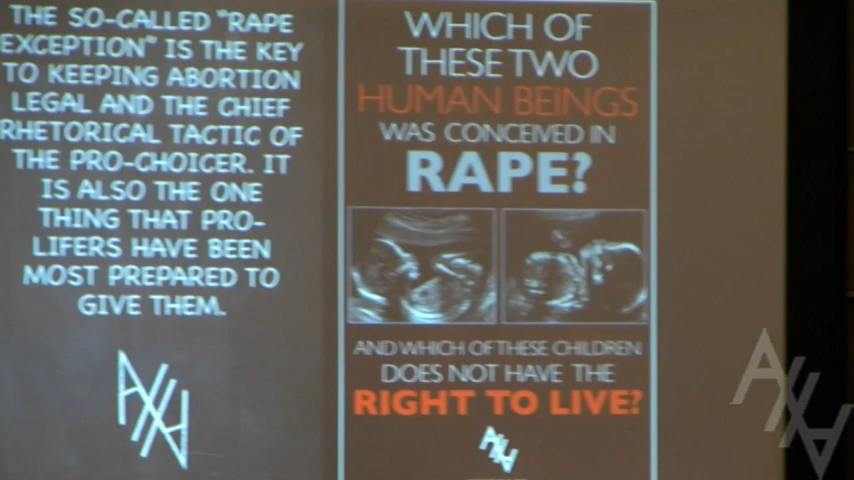 THE SO-CALLED "RAPE
EXCEPTION" IS THE KEY
TO KEEPING ABORTION
LEGAL AND THE CHIEF
RHETORICAL TACTIC OF
THE PRO-CHOICER. IT
IS ALSO THE ONE
THING THAT PRO-
LIFERS HAVE BEEN
MOST PREPARED TO
GIVE THEM.
AHA
WHICH OF
THESE TWO
HUMAN BEINGS
WAS CONCEIVED IN
RAPE?
AND WHICH OF THESE CHILDREN
DOES NOT HAVE THE
RIGHT TO LIVE?
AHA
AHA